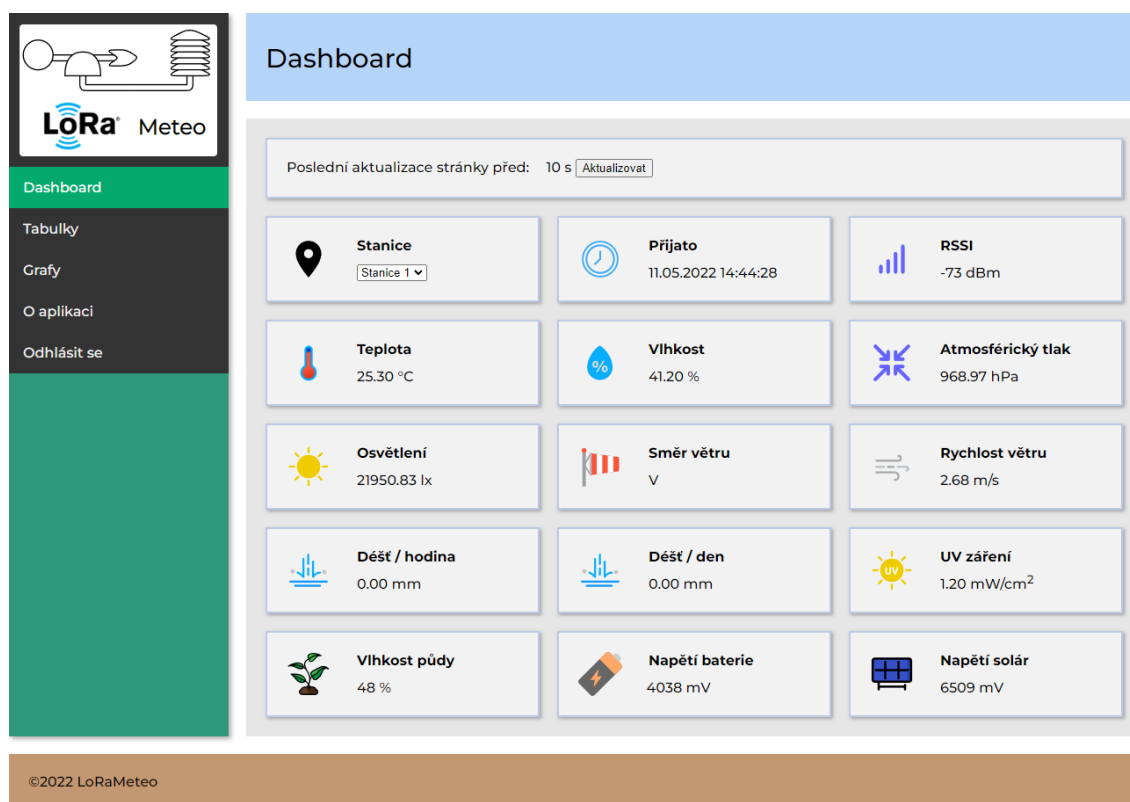 LoRa® Meteo
Dashboard
Tabulky
Grafy
O aplikaci
Odhlásit se
Dashboard
Poslední aktualizace stránky před: 10 s Aktualizovat
Stanice
Stanice 1
Přijato
11.05.2022 14:44:28
RSSI
-73 dBm
Teplota
25.30 °C
%
Vlhkost
41.20 %
Atmosférický tlak
968.97 hPa
Osvětlení
21950.83 lx
Směr větru
V
Rychlost větru
2.68 m/s
Déšť / hodina
0.00 mm
Déšť / den
0.00 mm
UV
UV záření
1.20 mW/cm²
Vlhkost půdy
48 %
Napětí baterie
4038 mV
Napětí solár
6509 mV
©2022 LoRaMeteo